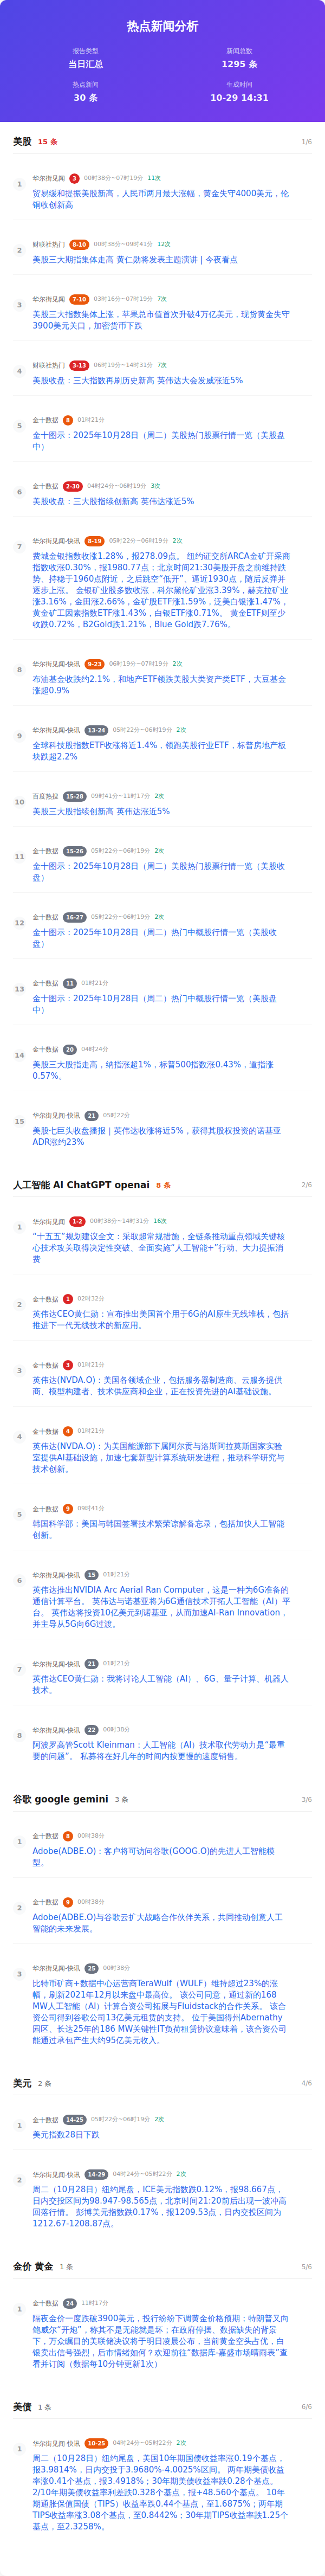 热点新闻分析
报告类型
新闻总数
当日汇总
1295 条
热点新闻
生成时间
30 条
10-29 14:31
美股 15 条 1/6
1
华尔街见闻 3 00时38分~07时19分 11次
贸易缓和提振美股新高，人民币两月最大涨幅，黄金失守4000美元，伦
铜收创新高
2
财联社热门 8-10 00时38分~09时41分 12次
美股三大期指集体走高 黄仁勋将发表主题演讲 | 今夜看点
3
华尔街见闻 7-10 03时16分~07时19分 7次
美股三大指数集体上涨，苹果总市值首次升破4万亿美元，现货黄金失守
3900美元关口，加密货币下跌
4
财联社热门 3-13 06时19分~14时31分 7次
美股收盘：三大指数再刷历史新高 英伟达大会发威涨近5%
5
金十数据 8 01时21分
金十图示：2025年10月28日（周二）美股热门股票行情一览（美股盘
中）
6
金十数据 2-30 04时24分~06时19分 3次
美股收盘：三大股指续创新高 英伟达涨近5%
7
华尔街见闻-快讯 8-19 05时22分~06时19分 2次
费城金银指数收涨1.28%，报278.09点。 纽约证交所ARCA金矿开采商
指数收涨0.30%，报1980.77点；北京时间21:30美股开盘之前维持跌
势、持稳于1960点附近，之后跳空“低开”、逼近1930点，随后反弹并
逐步上涨。 金银矿业股多数收涨，科尔黛伦矿业涨3.39%，赫克拉矿业
涨3.16%，金田涨2.66%，金矿股ETF涨1.59%，泛美白银涨1.47%，
黄金矿工因素指数ETF涨1.43%，白银ETF涨0.71%。 黄金ETF则至少
收跌0.72%，B2Gold跌1.21%，Blue Gold跌7.76%。
8
华尔街见闻-快讯 9-23 06时19分~07时19分 2次
布油基金收跌约2.1%，和地产ETF领跌美股大类资产类ETF，大豆基金
涨超0.9%
9
华尔街见闻-快讯 13-24 05时22分~06时19分 2次
全球科技股指数ETF收涨将近1.4%，领跑美股行业ETF，标普房地产板
块跌超2.2%
10
百度热搜 15-28 09时41分~11时17分 2次
美股三大股指续创新高 英伟达涨近5%
11
金十数据 15-26 05时22分~06时19分 2次
金十图示：2025年10月28日（周二）美股热门股票行情一览（美股收
盘）
12
金十数据 16-27 05时22分~06时19分 2次
金十图示：2025年10月28日（周二）热门中概股行情一览（美股收
盘）
13
金十数据 11 01时21分
金十图示：2025年10月28日（周二）热门中概股行情一览（美股盘
中）
14
金十数据 20 04时24分
美股三大股指走高，纳指涨超1%，标普500指数涨0.43%，道指涨
0.57%。
15
华尔街见闻-快讯 21 05时22分
美股七巨头收盘播报｜英伟达收涨将近5%，获得其股权投资的诺基亚
ADR涨约23%
人工智能 AI ChatGPT openai 8 条 2/6
1
华尔街见闻 1-2 00时38分~14时31分 16次
“十五五”规划建议全文：采取超常规措施，全链条推动重点领域关键核
心技术攻关取得决定性突破、全面实施“人工智能+”行动、大力提振消
费
2
金十数据 1 02时32分
英伟达CEO黄仁勋：宣布推出美国首个用于6G的AI原生无线堆栈，包括
推进下一代无线技术的新应用。
3
金十数据 3 01时21分
英伟达(NVDA.O)：美国各领域企业，包括服务器制造商、云服务提供
商、模型构建者、技术供应商和企业，正在投资先进的AI基础设施。
4
金十数据 4 01时21分
英伟达(NVDA.O)：为美国能源部下属阿尔贡与洛斯阿拉莫斯国家实验
室提供AI基础设施，加速七套新型计算系统研发进程，推动科学研究与
技术创新。
5
金十数据 9 09时41分
韩国科学部：美国与韩国签署技术繁荣谅解备忘录，包括加快人工智能
创新。
6
华尔街见闻-快讯 15 01时21分
英伟达推出NVIDIA Arc Aerial Ran Computer，这是一种为6G准备的
通信计算平台。 英伟达与诺基亚将为6G通信技术开拓人工智能（AI）平
台。 英伟达将投资10亿美元到诺基亚，从而加速AI-Ran Innovation，
并主导从5G向6G过渡。
7
华尔街见闻-快讯 21 01时21分
英伟达CEO黄仁勋：我将讨论人工智能（AI）、6G、量子计算、机器人
技术。
8
华尔街见闻-快讯 22 00时38分
阿波罗高管Scott Kleinman：人工智能（AI）技术取代劳动力是“最重
要的问题”。 私募将在好几年的时间内按更慢的速度销售。
谷歌 google gemini 3 条 3/6
1
金十数据 8 00时38分
Adobe(ADBE.O)：客户将可访问谷歌(GOOG.O)的先进人工智能模
型。
2
金十数据 9 00时38分
Adobe(ADBE.O)与谷歌云扩大战略合作伙伴关系，共同推动创意人工
智能的未来发展。
3
华尔街见闻-快讯 25 00时38分
比特币矿商+数据中心运营商TeraWulf（WULF）维持超过23%的涨
幅，刷新2021年12月以来盘中最高位。 该公司同意，通过新的168
MW人工智能（AI）计算合资公司拓展与Fluidstack的合作关系。 该合
资公司得到谷歌公司13亿美元租赁的支持。 位于美国得州Abernathy
园区、长达25年的186 MW关键性IT负荷租赁协议意味着，该合资公司
能通过承包产生大约95亿美元收入。
美元 2 条 4/6
1
金十数据 14-25 05时22分~06时19分 2次
美元指数28日下跌
2
华尔街见闻-快讯 14-29 04时24分~05时22分 2次
周二（10月28日）纽约尾盘，ICE美元指数跌0.12%，报98.667点，
日内交投区间为98.947-98.565点，北京时间21:20前后出现一波冲高
回落行情。 彭博美元指数跌0.17%，报1209.53点，日内交投区间为
1212.67-1208.87点。
金价 黄金 1 条 5/6
1
金十数据 24 11时17分
隔夜金价一度跌破3900美元，投行纷纷下调黄金价格预期；特朗普又向
鲍威尔“开炮”，称其不是无能就是坏；在政府停摆、数据缺失的背景
下，万众瞩目的美联储决议将于明日凌晨公布，当前黄金空头占优，白
银卖出信号强烈，后市情绪如何？欢迎前往“数据库-嘉盛市场晴雨表”查
看并订阅（数据每10分钟更新1次）
美债 1 条 6/6
1
华尔街见闻-快讯 10-25 04时24分~05时22分 2次
周二（10月28日）纽约尾盘，美国10年期国债收益率涨0.19个基点，
报3.9814%，日内交投于3.9680%-4.0025%区间。 两年期美债收益
率涨0.41个基点，报3.4918%；30年期美债收益率跌0.28个基点。
2/10年期美债收益率利差跌0.328个基点，报+48.560个基点。 10年
期通胀保值国债（TIPS）收益率跌0.44个基点，至1.6875%；两年期
TIPS收益率涨3.08个基点，至0.8442%；30年期TIPS收益率跌1.25个
基点，至2.3258%。